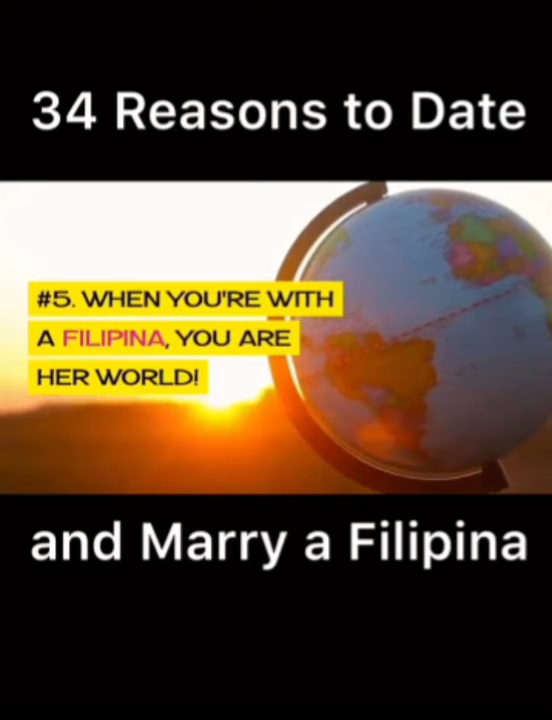 34 Reasons to Date
#5. WHEN YOU'RE WITH
A FILIPINA, YOU ARE
HER WORLD!
and Marry a Filipina